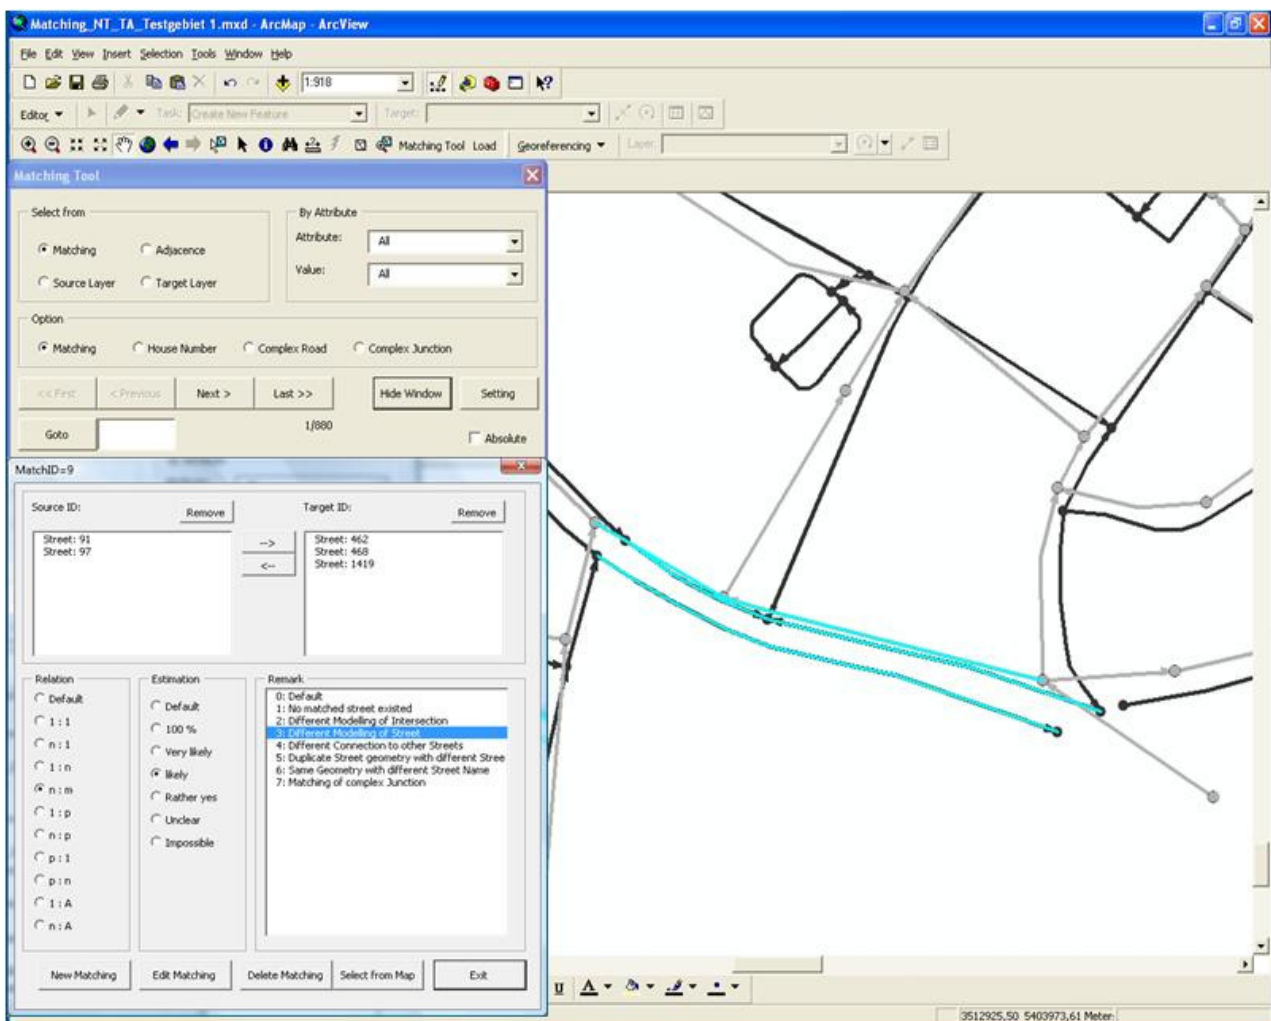 Matching_NT_TA_Testgebiet 1.mxd - ArcMap - ArcView
File Edit View Insert Selection Tools Window Help
1:918
Editor Task: Create New Feature Target:
Matching Tool Load Georeferencing Layer:
Matching Tool
Select from
By Attribute
Matching
Adjacence
Attribute:
All
Source Layer
Target Layer
Value:
All
Option
Matching
House Number
Complex Road
Complex Junction
<< First
< Previous
Next >
Last >>
Hide Window
Setting
Goto
1/880
Absolute
MatchID=9
Source ID:
Remove
Target ID:
Remove
Street: 91
Street: 97
-->
<--
Street: 462
Street: 468
Street: 1419
Relation
Default
1 : 1
n : 1
1 : n
n : m
1 : p
n : p
p : 1
p : n
1 : A
n : A
Estimation
Default
100 %
Very likely
likely
Rather yes
Unclear
Impossible
Remark
0: Default
1: No matched street existed
2: Different Modelling of Intersection
3: Different Modelling of Street
4: Different Connection to other Streets
5: Duplicate Street geometry with different Stree
6: Same Geometry with different Street Name
7: Matching of complex Junction
New Matching
Edit Matching
Delete Matching
Select from Map
Exit
U A
3512925,50 5403973,61 Meter